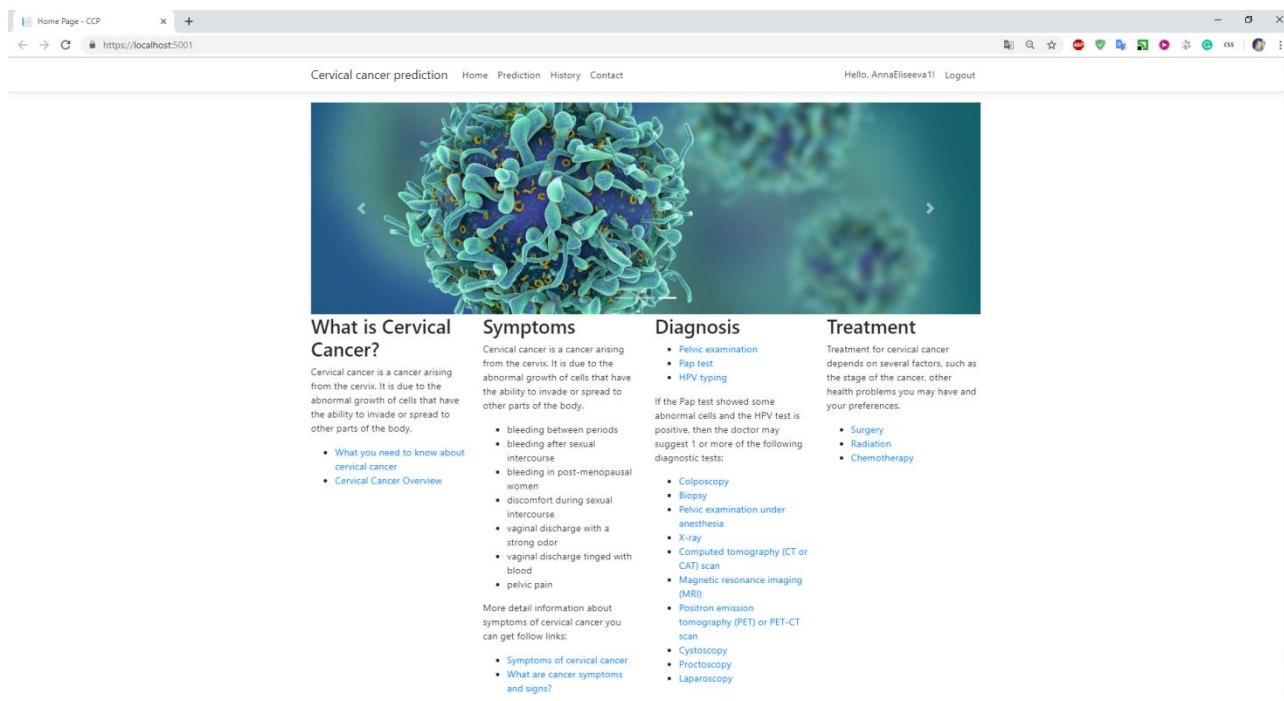 Home Page - CCP
https://localhost:5001
ABP
CSS
Cervical cancer prediction Home Prediction History Contact Hello, AnnaEliseeva1! Logout
What is Cervical
Cancer?
Cervical cancer is a cancer arising
from the cervix. It is due to the
abnormal growth of cells that have
the ability to invade or spread to
other parts of the body.
What you need to know about
cervical cancer
Cervical Cancer Overview
Symptoms
Cervical cancer is a cancer arising
from the cervix. It is due to the
abnormal growth of cells that have
the ability to invade or spread to
other parts of the body.
bleeding between periods
bleeding after sexual
intercourse
bleeding in post-menopausal
women
discomfort during sexual
intercourse
vaginal discharge with a
strong odor
vaginal discharge tinged with
blood
pelvic pain
More detail information about
symptoms of cervical cancer you
can get follow links:
Symptoms of cervical cancer
What are cancer symptoms
and signs?
Diagnosis
Pelvic examination
Pap test
HPV typing
If the Pap test showed some
abnormal cells and the HPV test is
positive, then the doctor may
suggest 1 or more of the following
diagnostic tests:
Colposcopy
Biopsy
Pelvic examination under
anesthesia
X-ray
Computed tomography (CT or
CAT) scan
Magnetic resonance imaging
(MRI)
Positron emission
tomography (PET) or PET-CT
scan
Cystoscopy
Proctoscopy
Laparoscopy
Treatment
Treatment for cervical cancer
depends on several factors, such as
the stage of the cancer, other
health problems you may have and
your preferences.
Surgery
Radiation
Chemotherapy